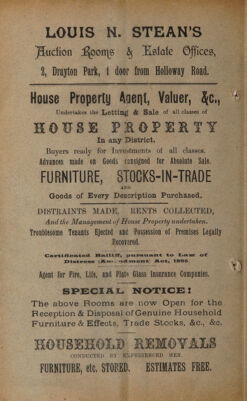 LOUIS N. STEAN'S
Auction Rooms & Estate Offices,
2, Drayton Park, 1 door from Holloway Road.
House Property Agent, Valuer, &c.,
Undertakes the Letting & Sale of all classes of
HOUSE PROPERTY
In any District.
Buyers ready for Investments of all classes.
Advances made on Goods consigned for Absolute Sale.
FURNITURE, STOCKS-IN-TRADE
AND
Goods of Every Description Purchased.
DISTRAINTS MADE, RENTS COLLECTED,
And the Management of House Property undertaken.
Troublesome Tenants Ejected and Possession of Premises Legally
Recovered.
Certificated Bailiff, pursuant to Law of
Distress Amendment Act, 1895
Agent for Fire, Life, and Plate Glass Insurance Companies.
SPECIAL NOTICE!
The above Rooms are now Open for the
Reception & Disposal of Genuine Household
Furniture & Effects, Trade Stocks, &c., &c.
HOUSEHOLD REMOVALS
CONDUCTED BY EXPERIENCED MEN.
FURNITURE, etc. STORED. ESTIMATES FREE.